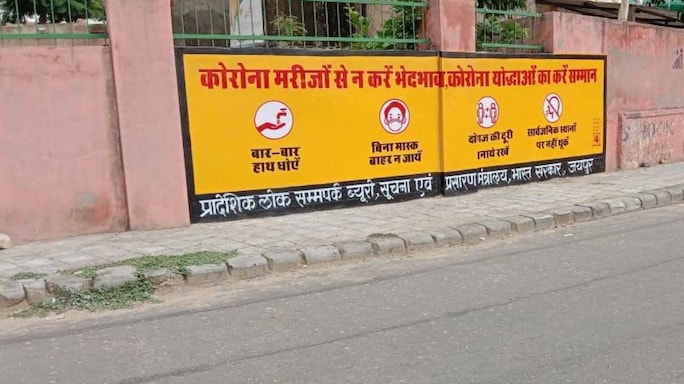 कोरोना मरीजों से न करें भेदभाव,कोरोना योद्धाओं का करें सम्मान
बार-बार
हाथ धोऐं
बिना मास्क
बाहर न जायें
दोगज की दूरी
बनाये रखें
सार्वजनिक स्थानों
पर नहीं थूकें
प्रादेशिक लोक सम्पर्क ब्यूरो, सूचना एवं प्रसारण मंत्रालय, भारत सरकार, जयपुर